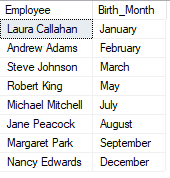 Employee Birth_Month
Laura Callahan January
Andrew Adams February
Steve Johnson March
Robert King May
Michael Mitchell July
Jane Peacock August
Margaret Park September
Nancy Edwards December